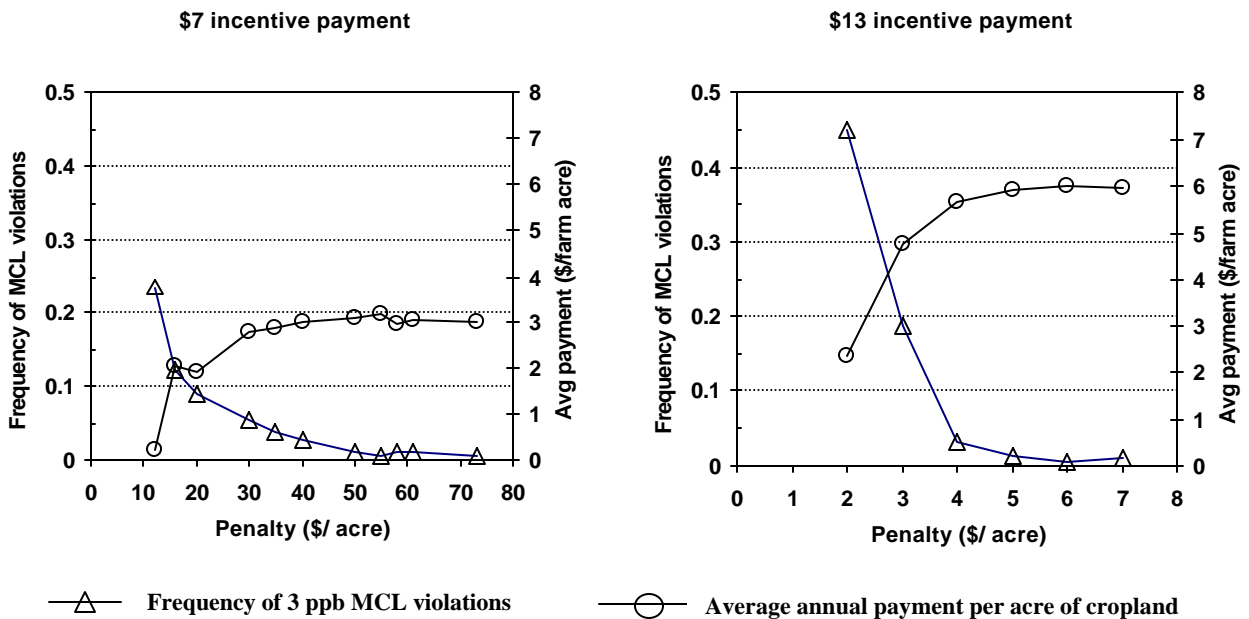 $7 incentive payment
$13 incentive payment
Frequency of MCL violations
0.5
0.4
0.3
0.2
0.1
0
8
7
6
5
4
3
2
1
0
Avg payment ($/farm acre)
0 10 20 30 40 50 60 70 80
Penalty ($/ acre)
Frequency of MCL violations
0.5
0.4
0.3
0.2
0.1
0
8
7
6
5
4
3
2
1
0
Avg payment ($/farm acre)
0 1 2 3 4 5 6 7 8
Penalty ($/ acre)
Frequency of 3 ppb MCL violations
Average annual payment per acre of cropland